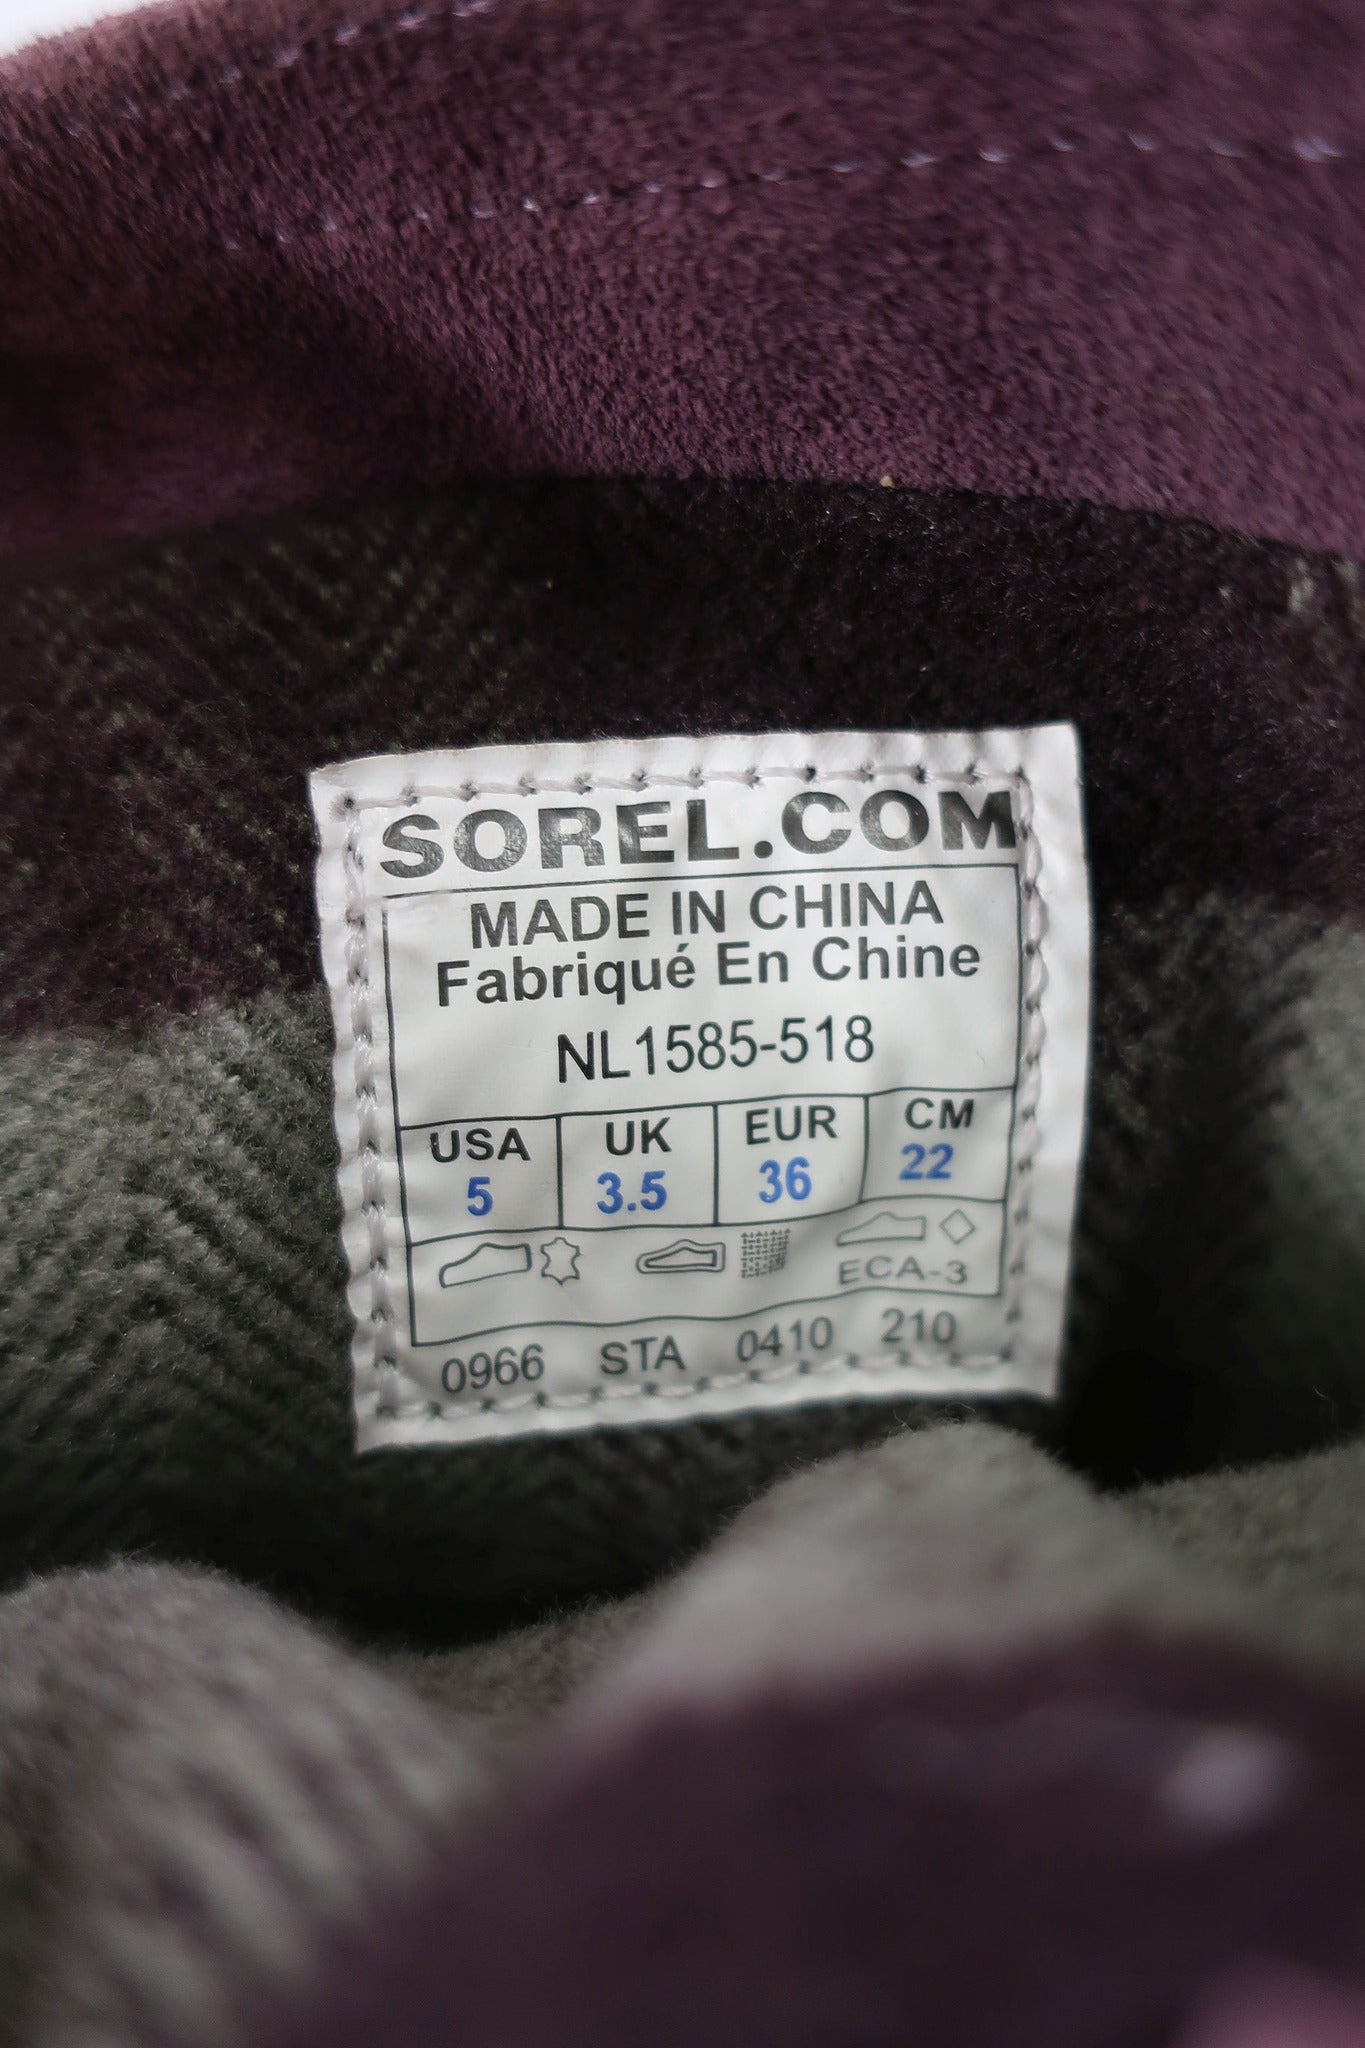 SOREL.COM
MADE IN CHINA
Fabriqué En Chine
NL1585-518
USA UK EUR CM
5 3.5 36 22
ECA-3
0966 STA 0410 210